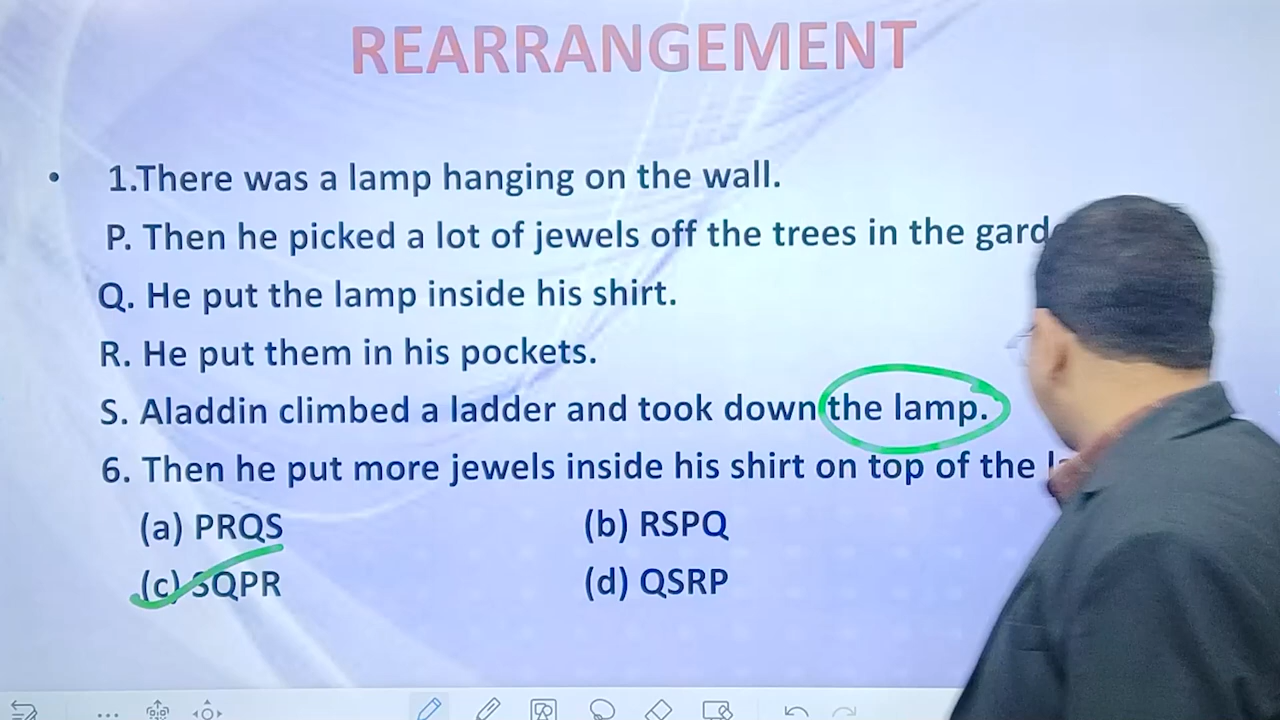 REARRANGEMENT
• 1.There was a lamp hanging on the wall.
P. Then he picked a lot of jewels off the trees in the
Q. He put the lamp inside his shirt.
R. He put them in his pockets.
S. Aladdin climbed a ladder and took down the lamp.
6. Then he put more jewels inside his shirt on top of the
(a) PRQS
(b) RSPQ
(c) SQPR
(d) QSRP